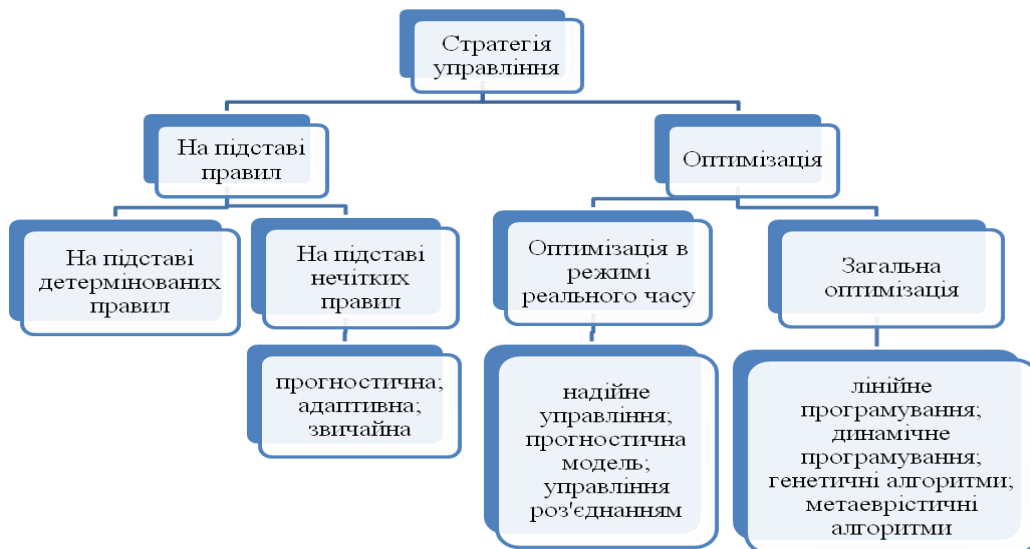 Стратегія
управління
На підставі
правил
Оптимізація
На підставі
детермінованих
правил
На підставі
нечітких
правил
Оптимізація в
режимі
реального часу
Загальна
оптимізація
прогностична;
адаптивна;
звичайна
надійне
управління;
прогностична
модель;
управління
роз'єднанням
лінійне
програмування;
динамічне
програмування;
генетичні алгоритми;
метаеврістичні
алгоритми